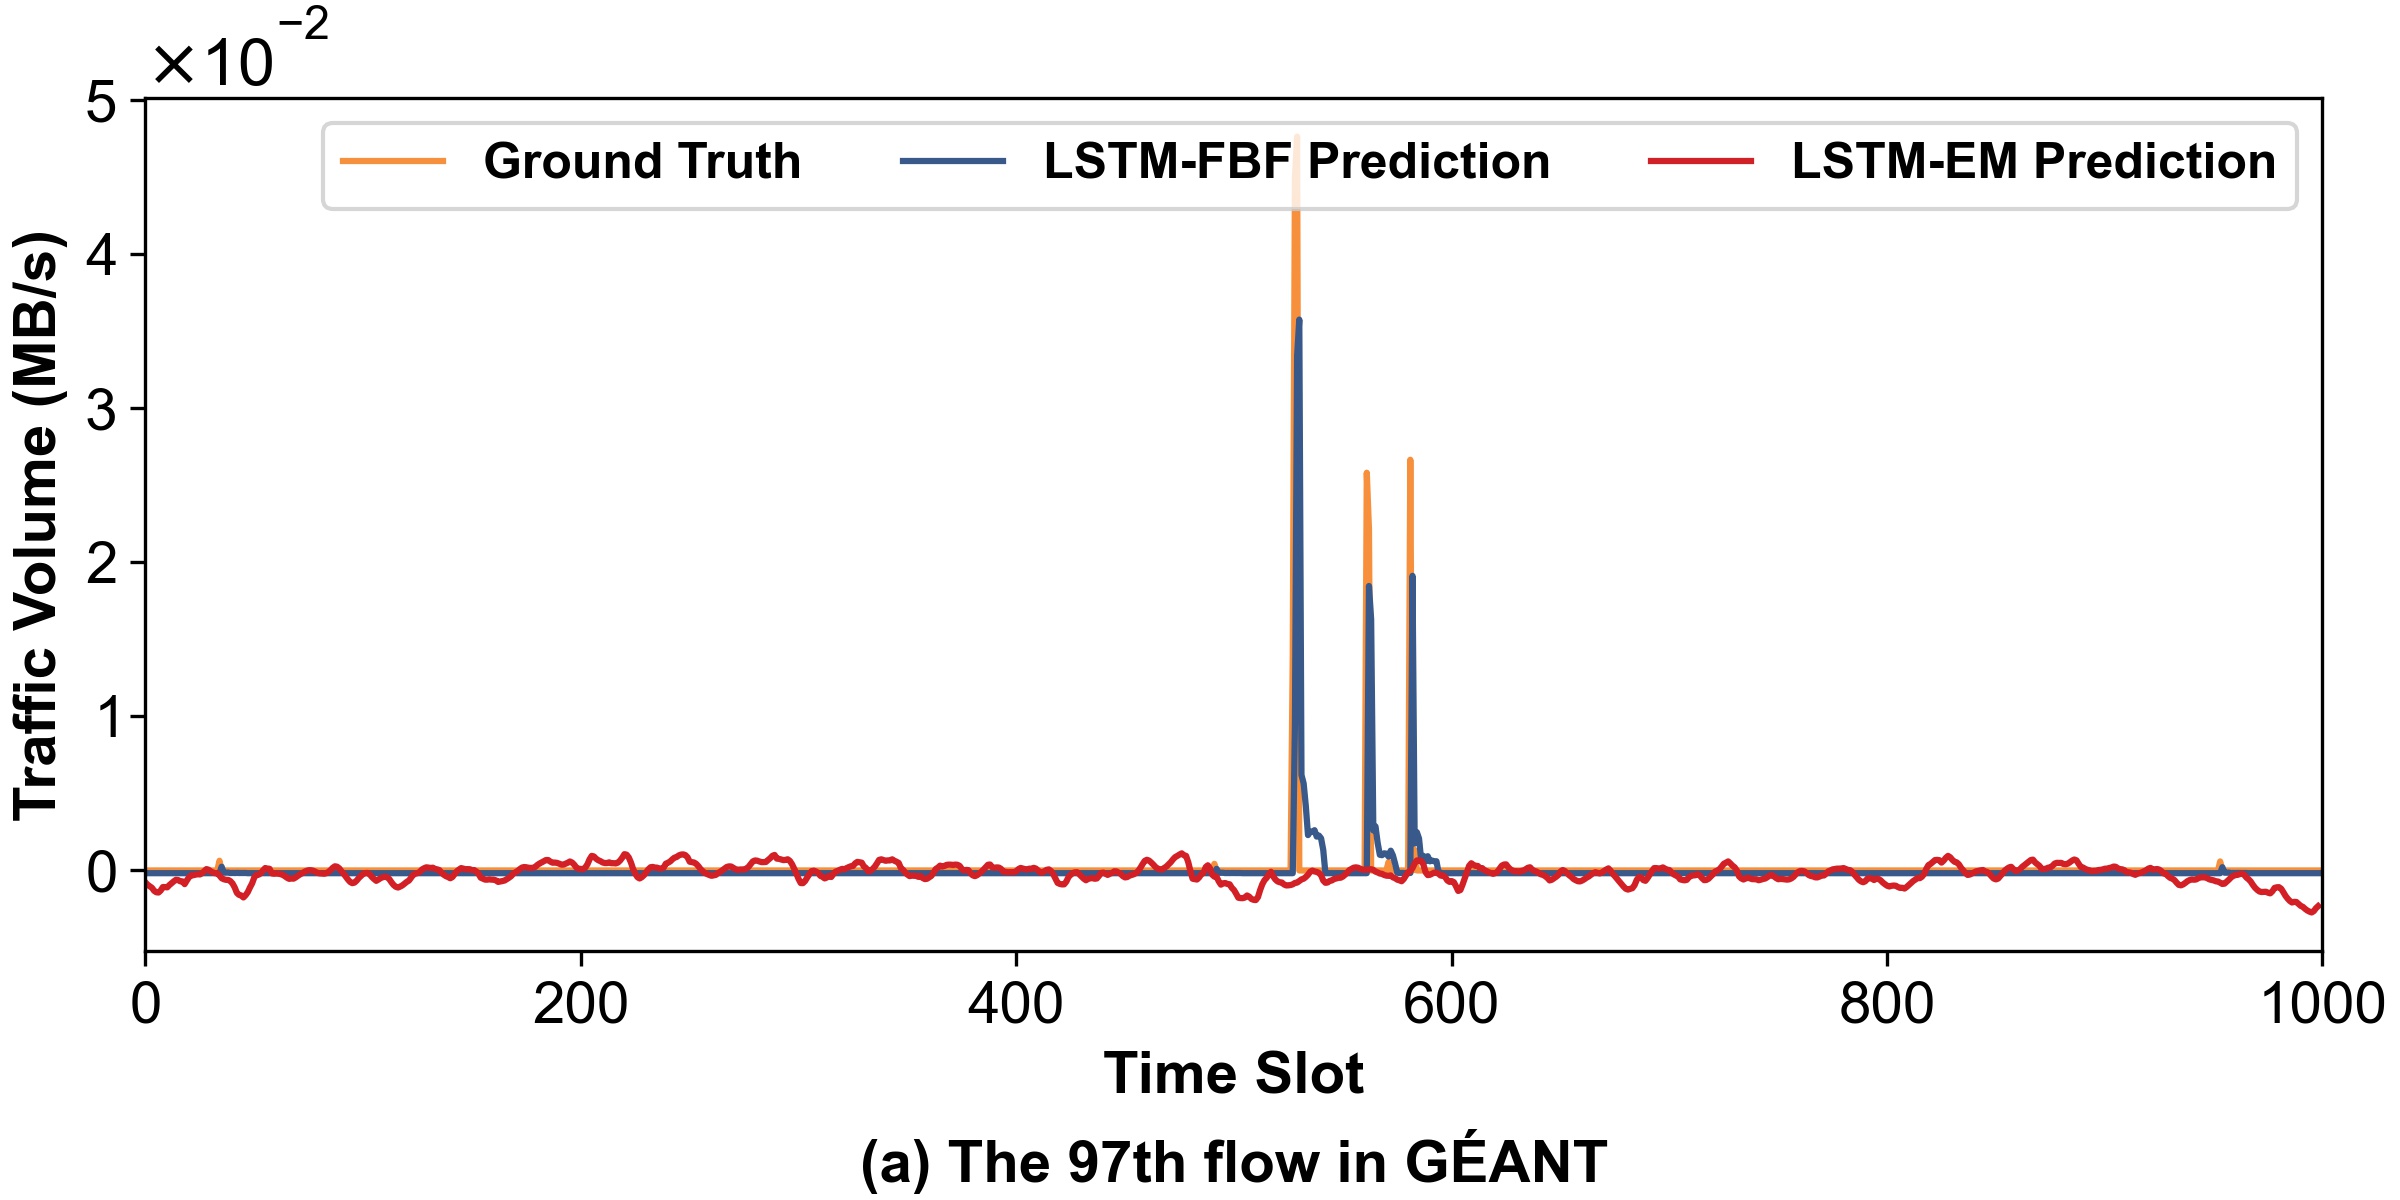 ×10⁻²
5
4
3
2
1
0
Traffic Volume (MB/s)
Ground Truth LSTM-FBF Prediction LSTM-EM Prediction
0 200 400 600 800 1000
Time Slot
(a) The 97th flow in GÉANT